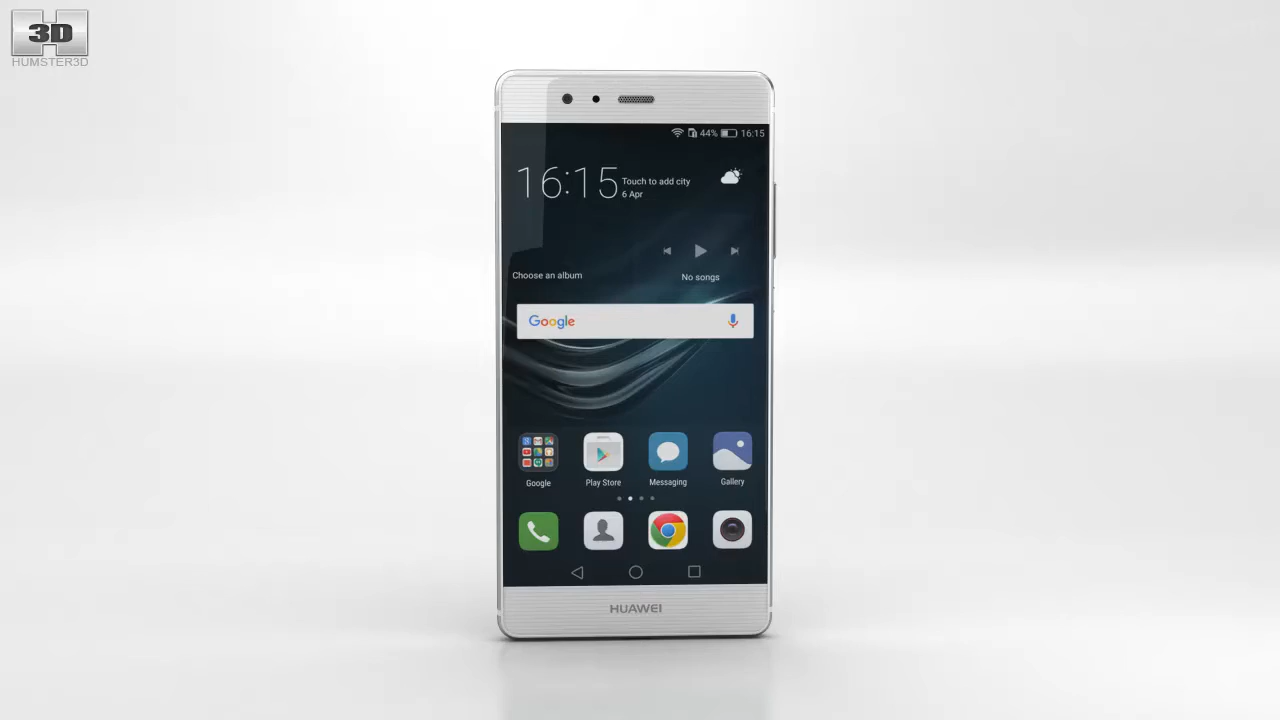 3D
HUMSTER3D
44% 16:15
16:15
Touch to add city
6 Apr
Choose an album
No songs
Google
Google
Play Store
Messaging
Gallery
HUAWEI